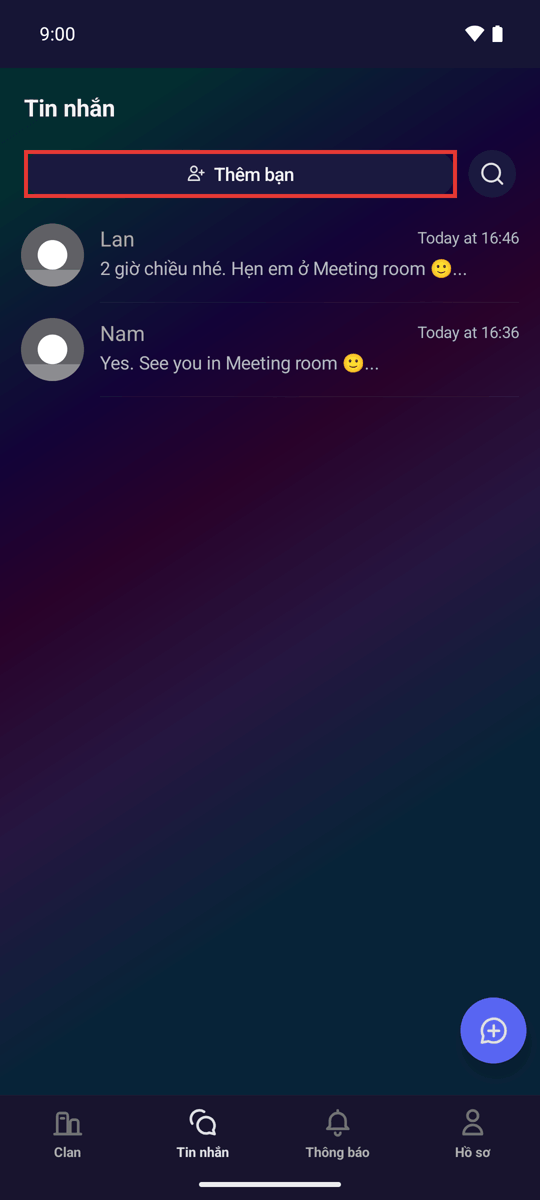 9:00
Tin nhắn
Thêm bạn
Lan
Today at 16:46
2 giờ chiều nhé. Hẹn em ở Meeting room 🙂...
Nam
Today at 16:36
Yes. See you in Meeting room 🙂...
Clan
Tin nhắn
Thông báo
Hồ sơ